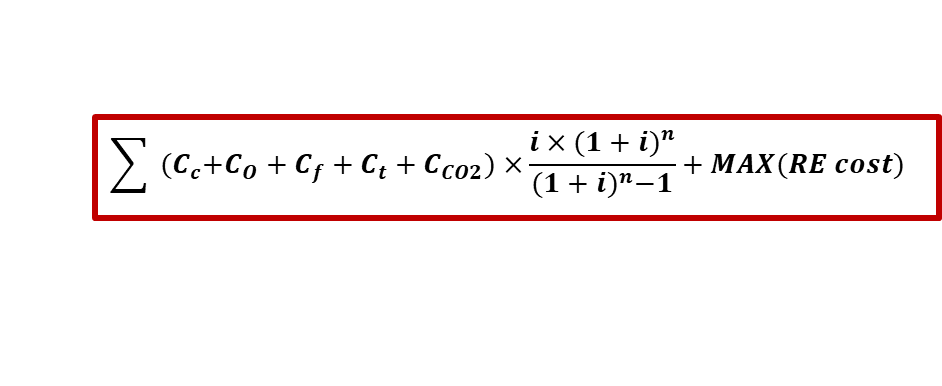 ∑ (C_c+C_O + C_f + C_t + C_CO2) × i × (1 + i)^n / (1 + i)^n−1 + MAX(RE cost)